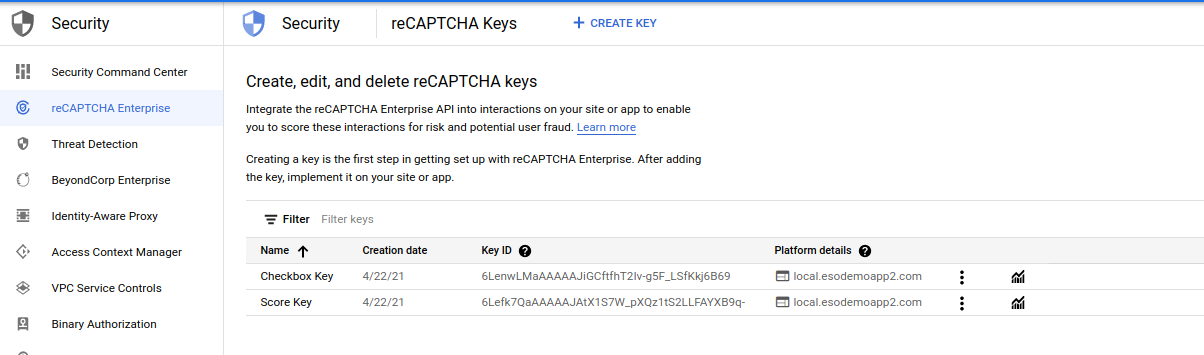 Security
Security
reCAPTCHA Keys
CREATE KEY
Security Command Center
reCAPTCHA Enterprise
Threat Detection
BeyondCorp Enterprise
Identity-Aware Proxy
Access Context Manager
VPC Service Controls
Binary Authorization
Create, edit, and delete reCAPTCHA keys
Integrate the reCAPTCHA Enterprise API into interactions on your site or app to enable
you to score these interactions for risk and potential user fraud. Learn more
Creating a key is the first step in getting set up with reCAPTCHA Enterprise. After adding
the key, implement it on your site or app.
Filter Filter keys
Name Creation date Key ID Platform details
Checkbox Key 4/22/21 6LenwLMaAAAAAJiGCftfhT2Iv-g5F_LSfKkj6B69 local.esodemoapp2.com
Score Key 4/22/21 6Lefk7QaAAAAAJAtX1S7W_pXQz1tS2LLFAYXB9q- local.esodemoapp2.com